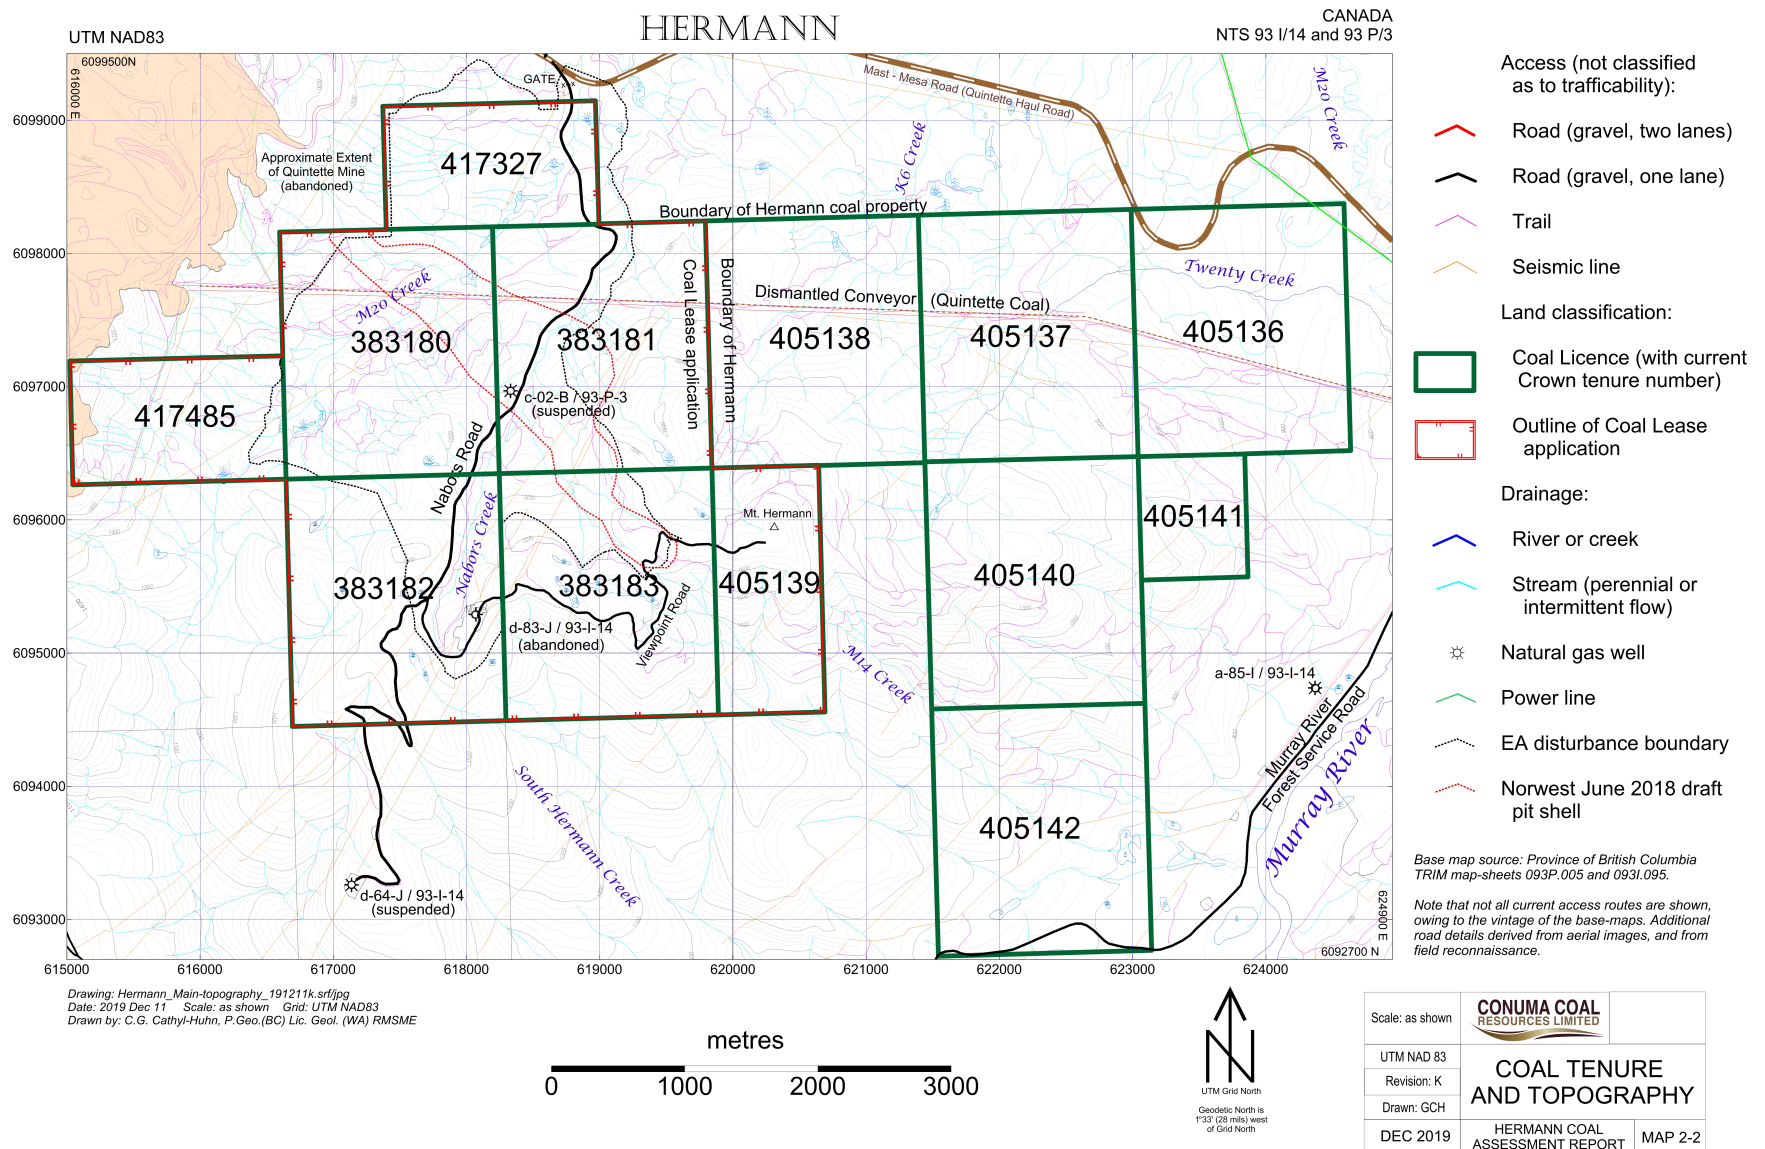 HERMANN
UTM NAD83
CANADA
NTS 93 I/14 and 93 P/3
6099500N
616000 E
GATE
Mast - Mesa Road (Quintette Haul Road)
M20 Creek
K6 Creek
6099000
Approximate Extent
of Quintette Mine
(abandoned)
417327
Boundary of Hermann coal property
6098000
M20 Creek
Coal Lease application
Boundary of Hermann
Twenty Creek
Dismantled Conveyor (Quintette Coal)
383180
383181
405138
405137
405136
6097000
417485
c-02-B / 93-P-3
(suspended)
Nabors Road
6096000
Nabors Creek
Mt. Hermann
405141
383182
383183
405139
405140
d-83-J / 93-I-14
(abandoned)
Viewpoint Road
6095000
M14 Creek
a-85-I / 93-I-14
Murray River
Forest Service Road
Murray River
6094000
South Hermann Creek
405142
d-64-J / 93-I-14
(suspended)
6093000
624900 E
6092700 N
615000
616000
617000
618000
619000
620000
621000
622000
623000
624000
Access (not classified
as to trafficability):
Road (gravel, two lanes)
Road (gravel, one lane)
Trail
Seismic line
Land classification:
Coal Licence (with current
Crown tenure number)
Outline of Coal Lease
application
Drainage:
River or creek
Stream (perennial or
intermittent flow)
Natural gas well
Power line
EA disturbance boundary
Norwest June 2018 draft
pit shell
Base map source: Province of British Columbia
TRIM map-sheets 093P.005 and 093I.095.
Note that not all current access routes are shown,
owing to the vintage of the base-maps. Additional
road details derived from aerial images, and from
field reconnaissance.
Drawing: Hermann_Main-topography_191211k.srf/jpg
Date: 2019 Dec 11 Scale: as shown Grid: UTM NAD83
Drawn by: C.G. Cathyl-Huhn, P.Geo.(BC) Lic. Geol. (WA) RMSME
metres
0
1000
2000
3000
N
UTM Grid North
Geodetic North is
1°33' (28 mils) west
of Grid North
Scale: as shown
CONUMA COAL
RESOURCES LIMITED
UTM NAD 83
Revision: K
Drawn: GCH
DEC 2019
COAL TENURE
AND TOPOGRAPHY
HERMANN COAL
ASSESSMENT REPORT
MAP 2-2